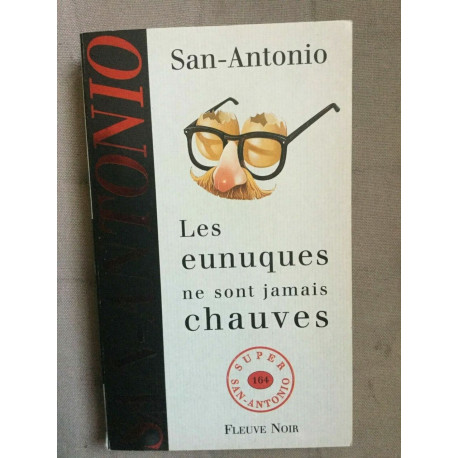 SAN-ANTONIO
San-Antonio
Les
eunuques
ne sont jamais
chauves
SUPER
164
SAN-ANTONIO
FLEUVE NOIR